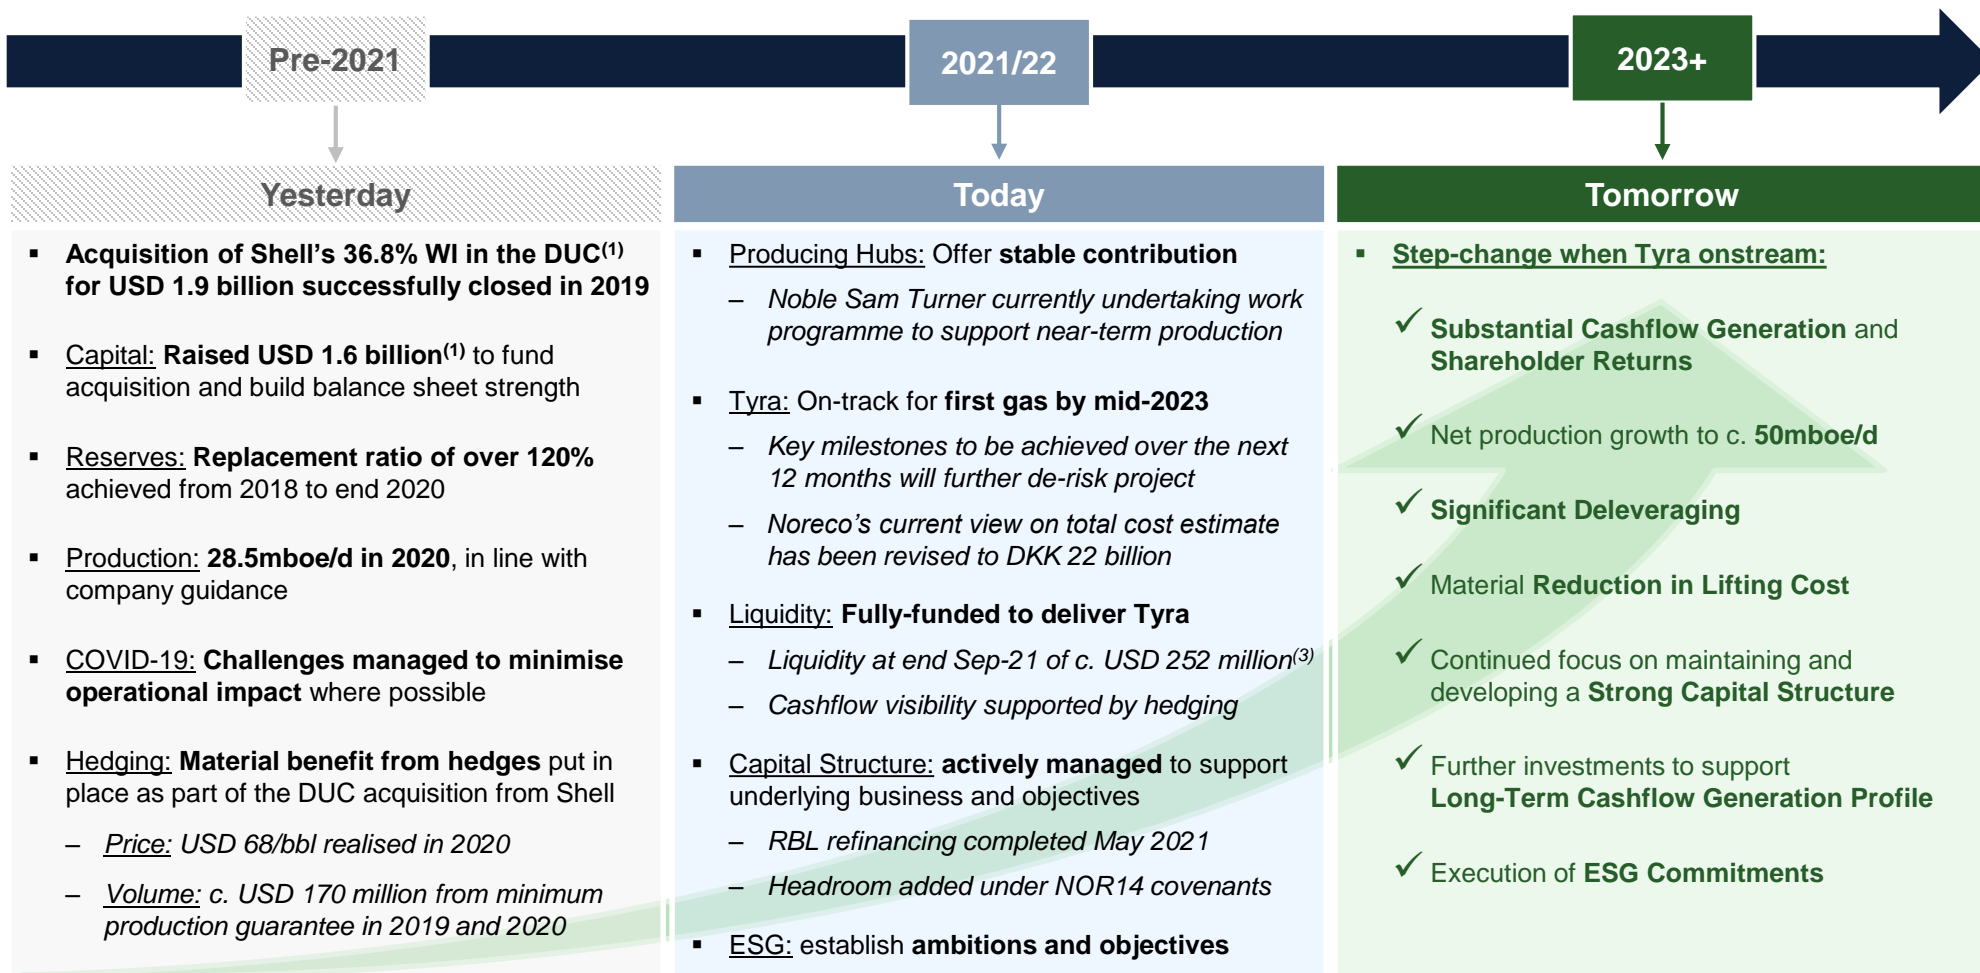 Pre-2021
2021/22
2023+
Yesterday
▪ Acquisition of Shell’s 36.8% WI in the DUC(1)
for USD 1.9 billion successfully closed in 2019
▪ Capital: Raised USD 1.6 billion(1) to fund
acquisition and build balance sheet strength
▪ Reserves: Replacement ratio of over 120%
achieved from 2018 to end 2020
▪ Production: 28.5mboe/d in 2020, in line with
company guidance
▪ COVID-19: Challenges managed to minimise
operational impact where possible
▪ Hedging: Material benefit from hedges put in
place as part of the DUC acquisition from Shell
– Price: USD 68/bbl realised in 2020
– Volume: c. USD 170 million from minimum
production guarantee in 2019 and 2020
Today
▪ Producing Hubs: Offer stable contribution
– Noble Sam Turner currently undertaking work
programme to support near-term production
▪ Tyra: On-track for first gas by mid-2023
– Key milestones to be achieved over the next
12 months will further de-risk project
– Noreco’s current view on total cost estimate
has been revised to DKK 22 billion
▪ Liquidity: Fully-funded to deliver Tyra
– Liquidity at end Sep-21 of c. USD 252 million(3)
– Cashflow visibility supported by hedging
▪ Capital Structure: actively managed to support
underlying business and objectives
– RBL refinancing completed May 2021
– Headroom added under NOR14 covenants
▪ ESG: establish ambitions and objectives
Tomorrow
▪ Step-change when Tyra onstream:
✓ Substantial Cashflow Generation and
Shareholder Returns
✓ Net production growth to c. 50mboe/d
✓ Significant Deleveraging
✓ Material Reduction in Lifting Cost
✓ Continued focus on maintaining and
developing a Strong Capital Structure
✓ Further investments to support
Long-Term Cashflow Generation Profile
✓ Execution of ESG Commitments